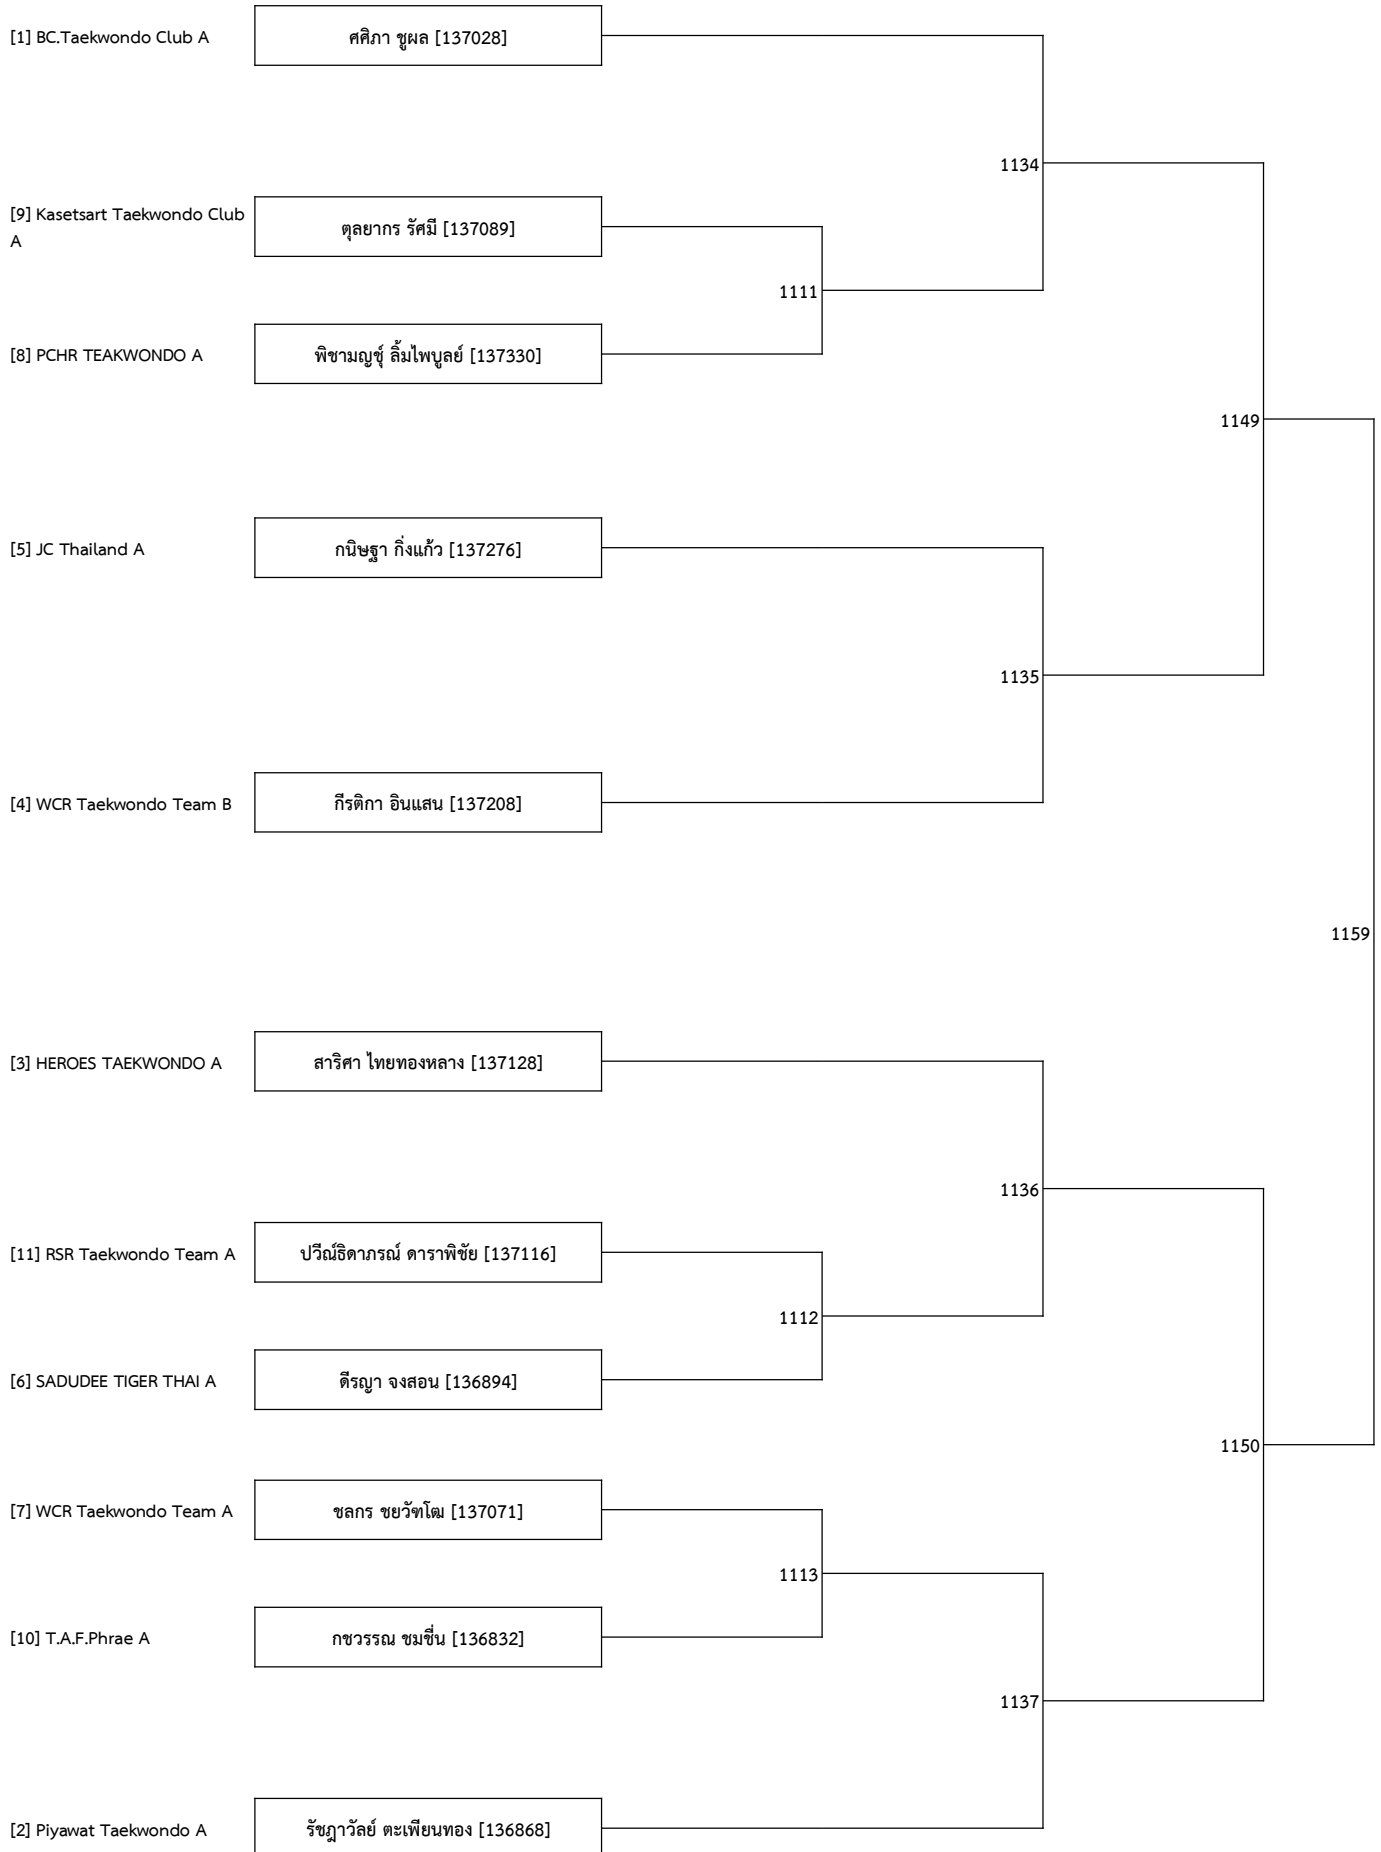 [1] BC.Taekwondo Club A
ศศิภา ชูผล [137028]
1134
[9] Kasetsart Taekwondo Club
A
ตุลยากร รัศมี [137089]
1111
[8] PCHR TEAKWONDO A
พิชามญชุ์ ลิ้มไพบูลย์ [137330]
1149
[5] JC Thailand A
กนิษฐา กิ่งแก้ว [137276]
1135
[4] WCR Taekwondo Team B
กีรติกา อินแสน [137208]
1159
[3] HEROES TAEKWONDO A
สาริศา ไทยทองหลาง [137128]
1136
[11] RSR Taekwondo Team A
ปวีณ์ธิดาภรณ์ ดาราพิชัย [137116]
1112
[6] SADUDEE TIGER THAI A
ดีรญา จงสอน [136894]
1150
[7] WCR Taekwondo Team A
ชลกร ชยวัฑโฒ [137071]
1113
[10] T.A.F.Phrae A
กชวรรณ ชมชื่น [136832]
1137
[2] Piyawat Taekwondo A
รัชฎาวัลย์ ตะเพียนทอง [136868]